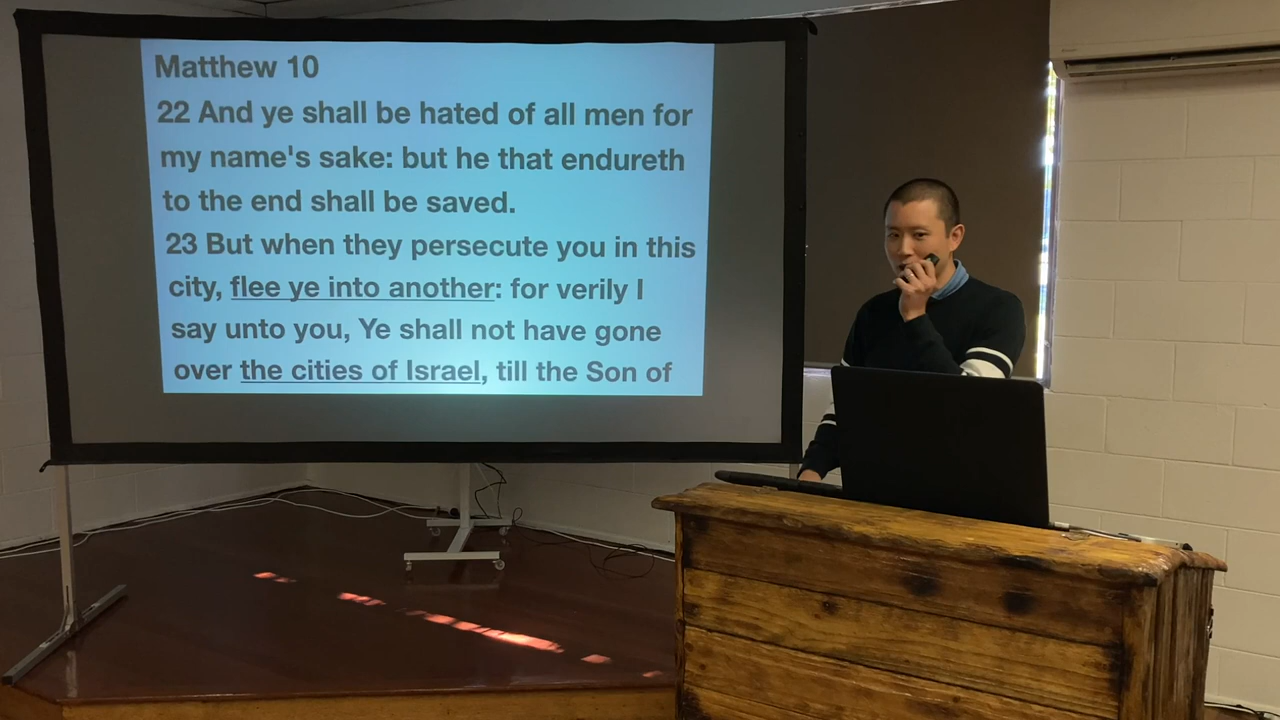 Matthew 10
22 And ye shall be hated of all men for
my name's sake: but he that endureth
to the end shall be saved.
23 But when they persecute you in this
city, flee ye into another: for verily I
say unto you, Ye shall not have gone
over the cities of Israel, till the Son of